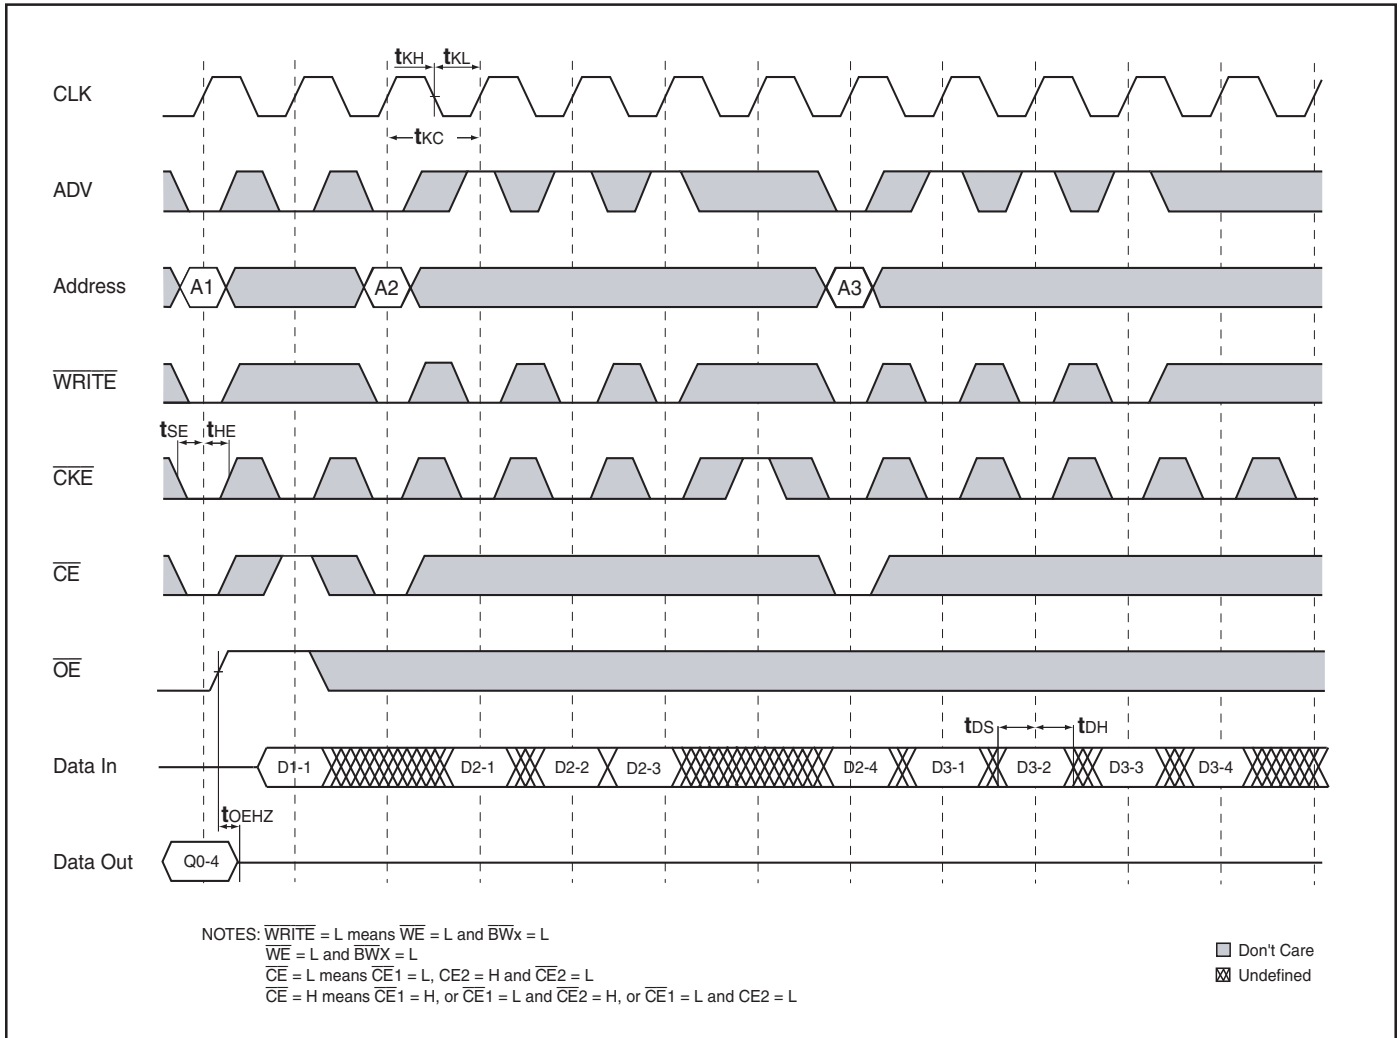 tKH tKL
CLK
tKC
ADV
Address A1 A2 A3
WRITE
tSE tHE
CKE
CE
OE
tDS tDH
Data In D1-1 D2-1 D2-2 D2-3 D2-4 D3-1 D3-2 D3-3 D3-4
tOEHZ
Data Out Q0-4
NOTES: WRITE = L means WE = L and BWx = L
WE = L and BWX = L
CE = L means CE1 = L, CE2 = H and CE2 = L
CE = H means CE1 = H, or CE1 = L and CE2 = H, or CE1 = L and CE2 = L
Don't Care
Undefined